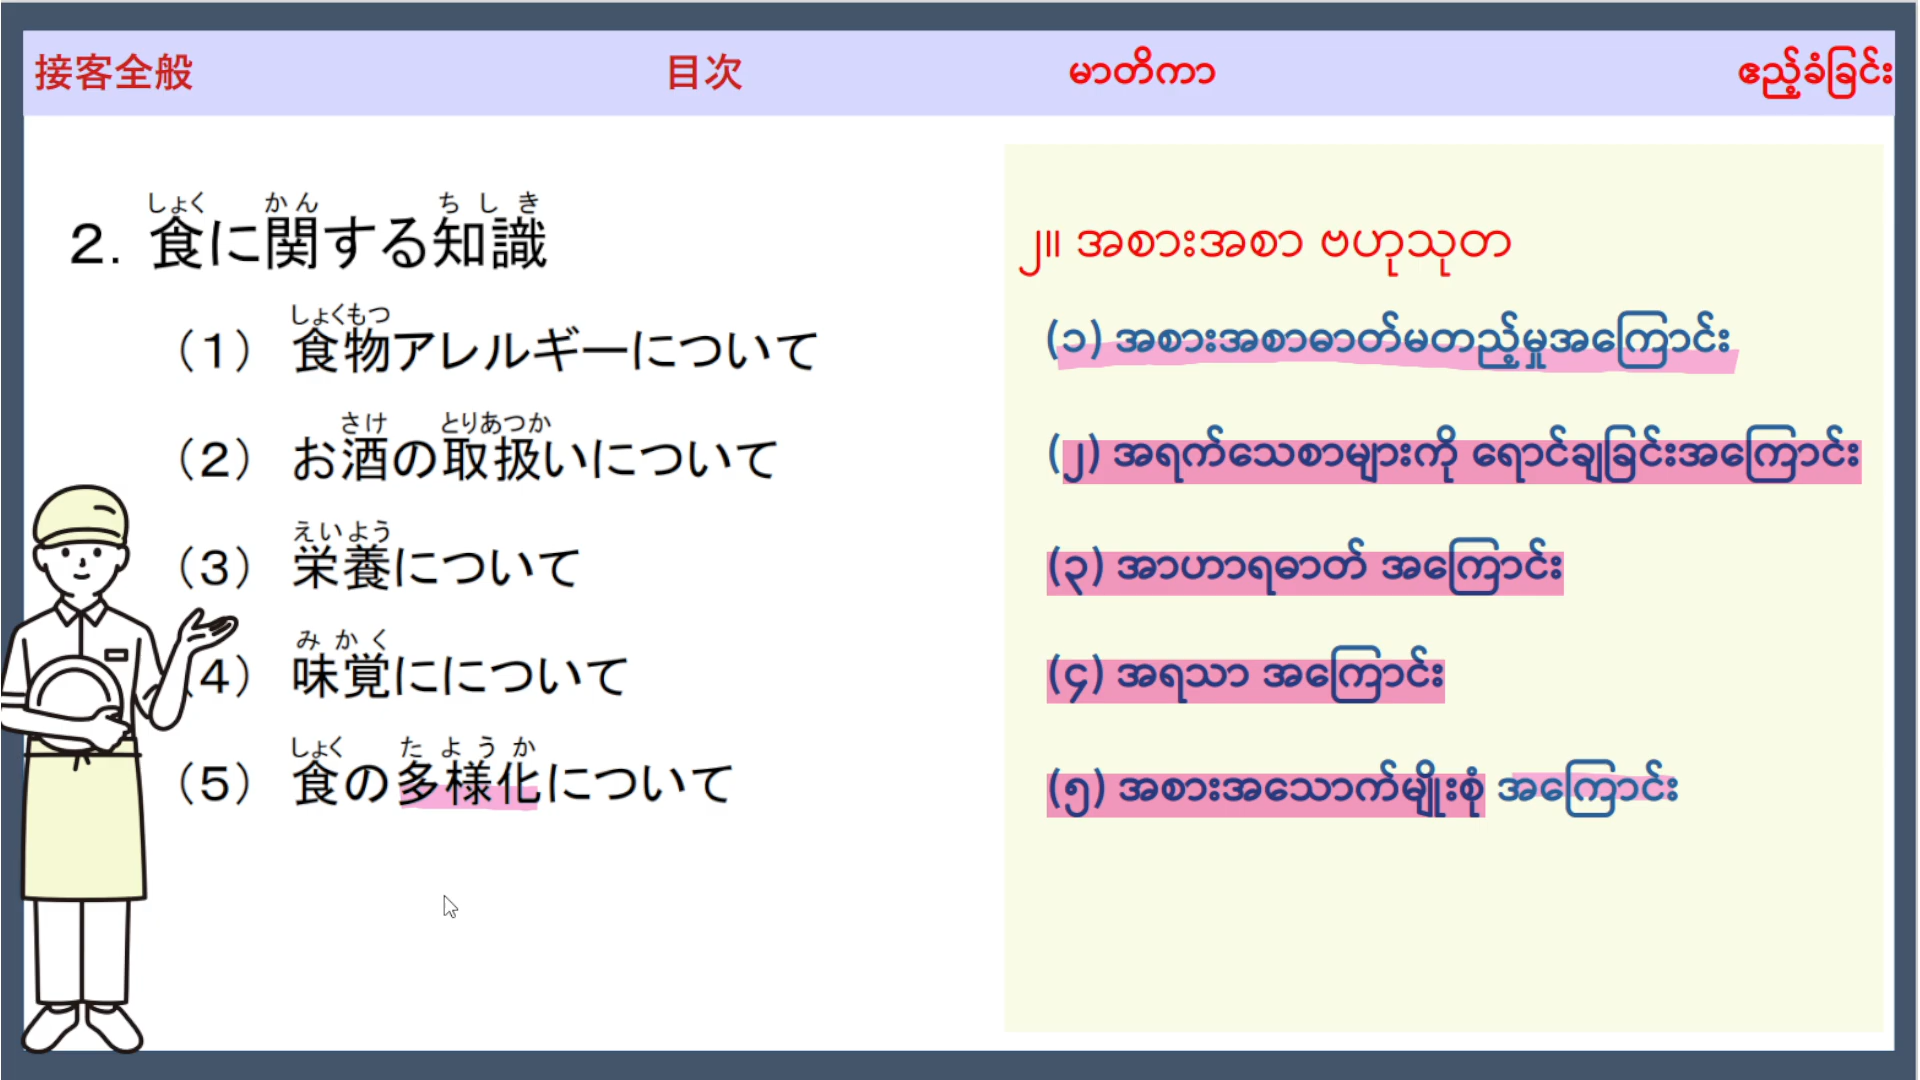 接客全般 目次 မာတိကာ ဧည့်ခံခြင်း
2. 食に関する知識
しょく かん ちしき
(1) 食物アレルギーについて
しょくもつ
(2) お酒の取扱いについて
さけ とりあつか
(3) 栄養について
えいよう
(4) 味覚ににについて
みかく
(5) 食の多様化について
しょく たようか
၂။ အစားအစာ ဗဟုသုတ
(၁) အစားအစာဓာတ်မတည့်မှုအကြောင်း
(၂) အရက်သေစာများကို ရောင်ချခြင်းအကြောင်း
(၃) အာဟာရဓာတ် အကြောင်း
(၄) အရသာ အကြောင်း
(၅) အစားအသောက်မျိုးစုံ အကြောင်း